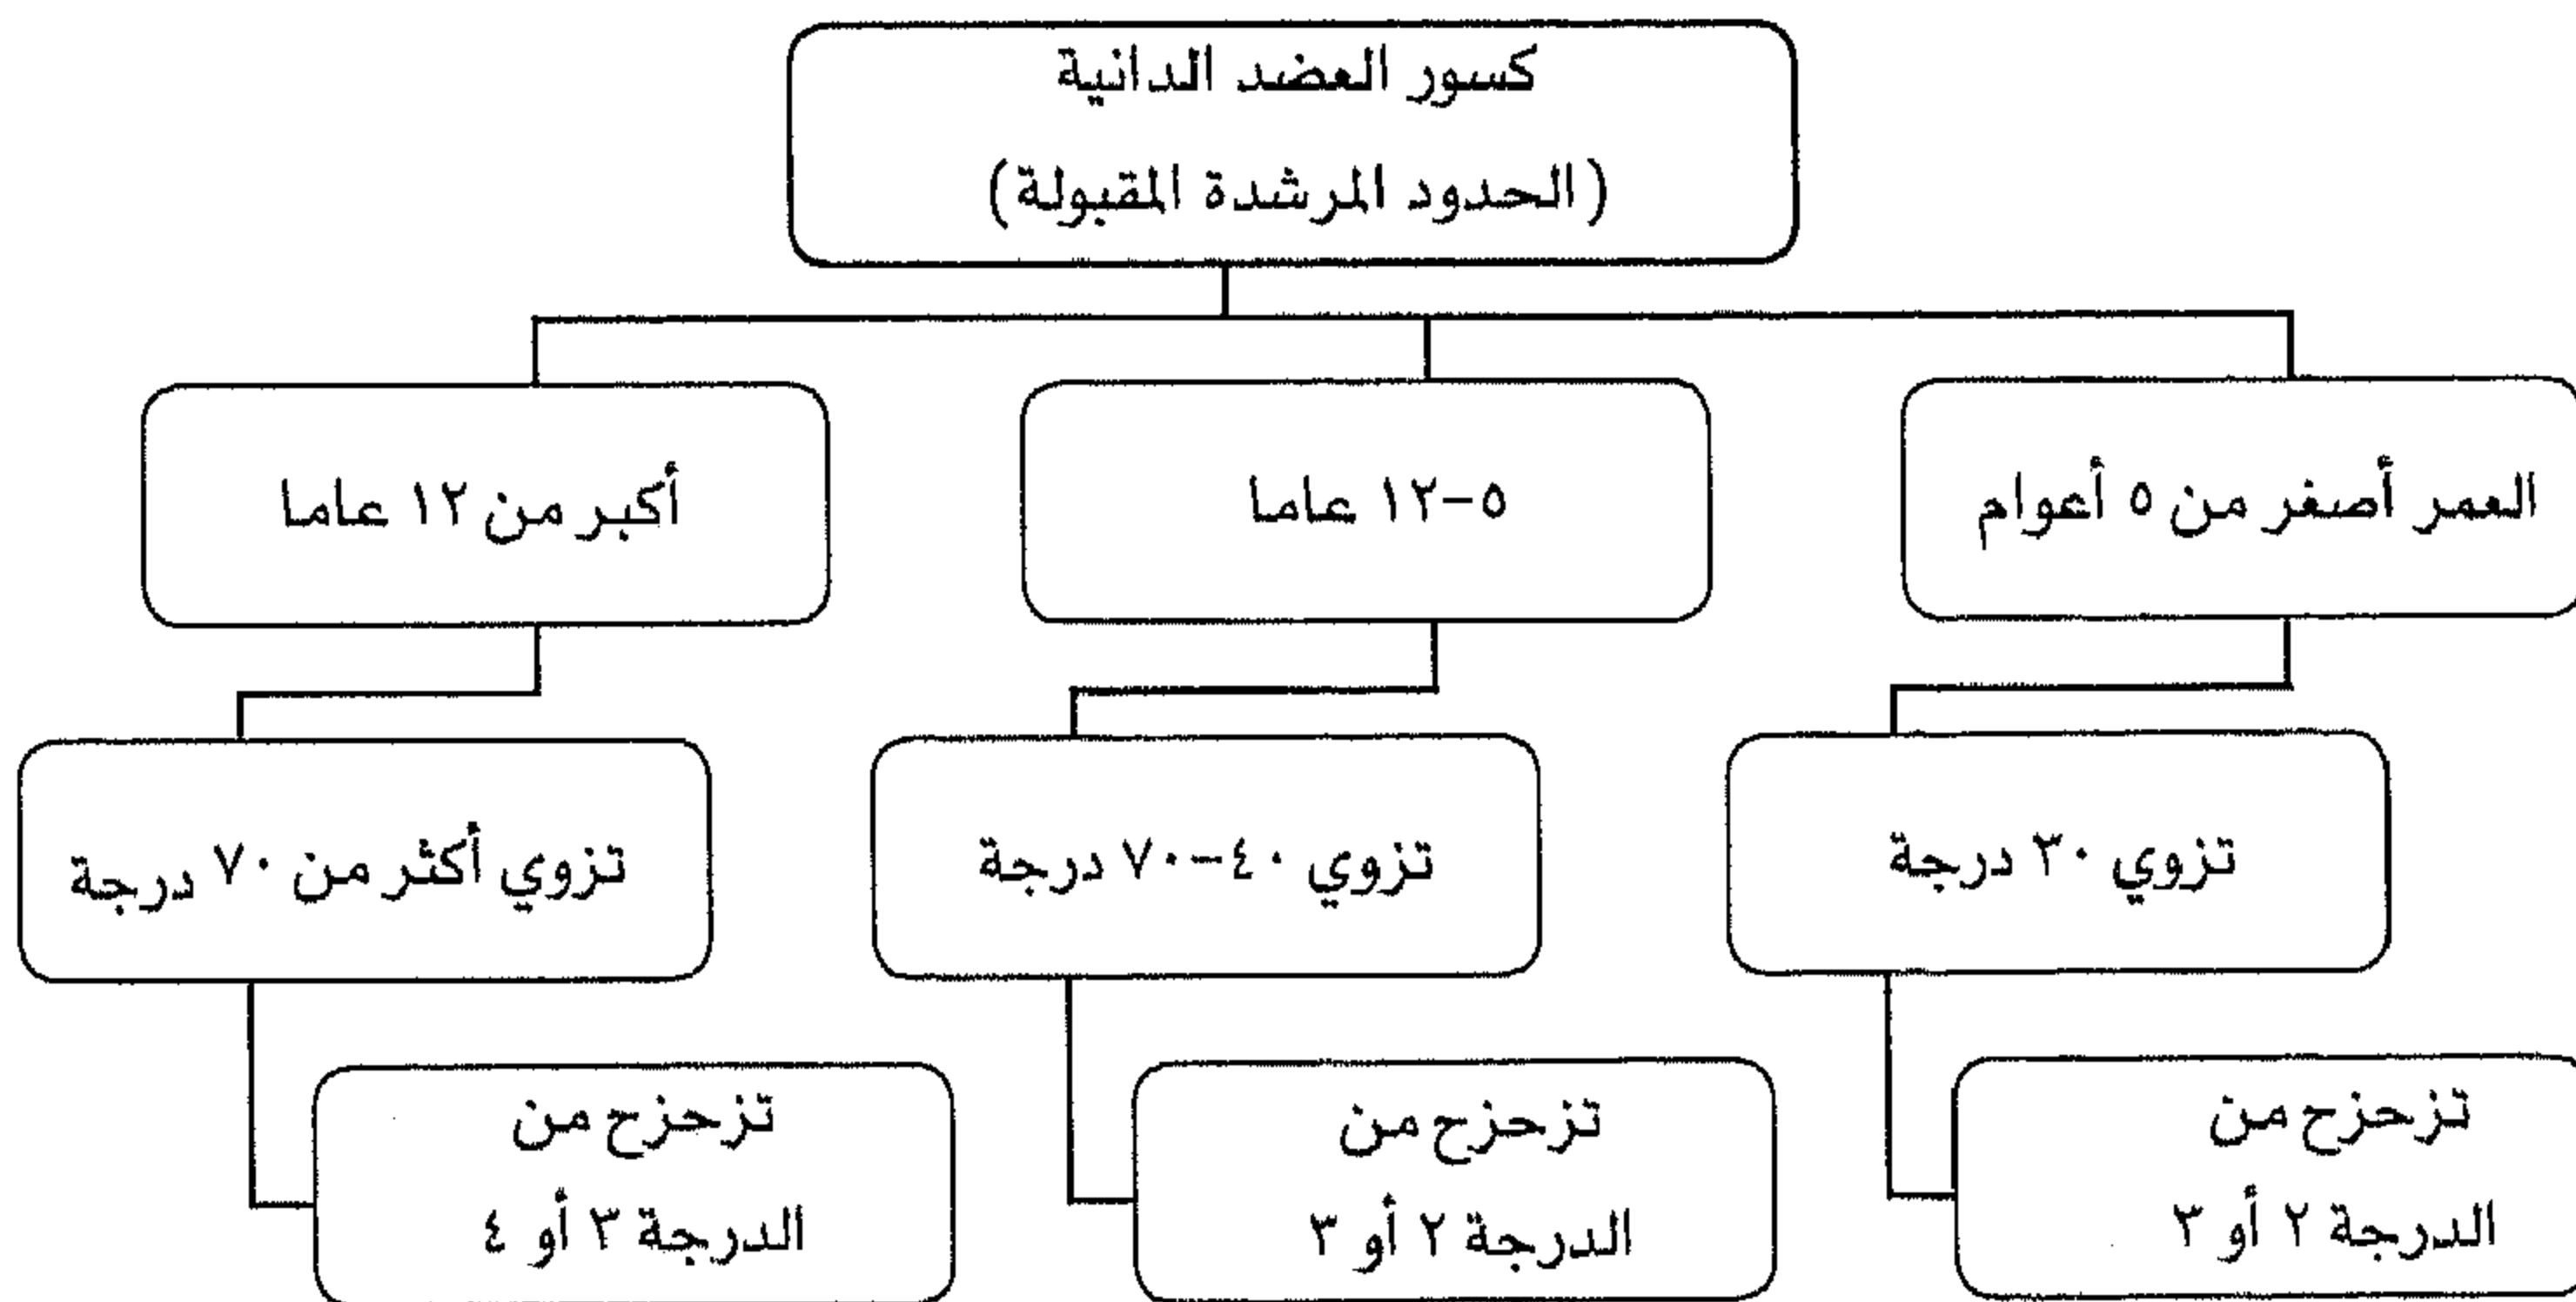 كسور العضد الدانية
(الحدود المرشدة المقبولة)
العمر أصغر من ٥ أعوام
٥-١٢ عاما
أكبر من ١٢ عاما
تزوي ٣٠ درجة
تزوي ٤٠-٧٠ درجة
تزوي أكثر من ٧٠ درجة
تزحزح من
الدرجة ٢ أو ٣
تزحزح من
الدرجة ٢ أو ٣
تزحزح من
الدرجة ٣ أو ٤